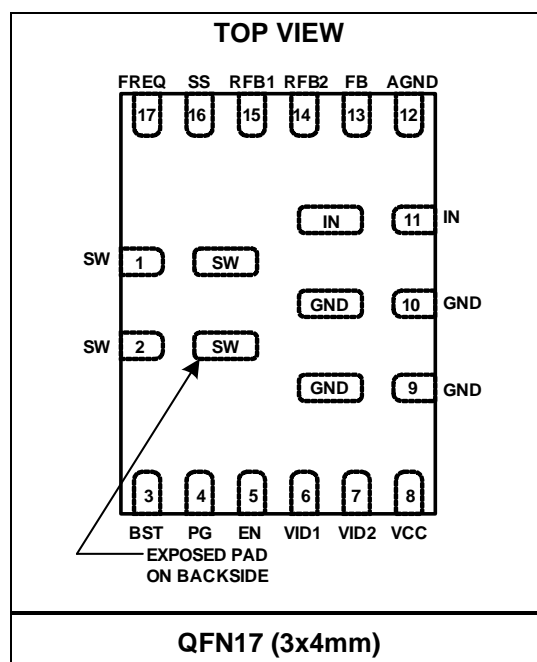 TOP VIEW
FREQ SS RFB1 RFB2 FB AGND
17 16 15 14 13 12
IN 11 IN
SW 1 SW
GND 10 GND
SW 2 SW
GND 9 GND
3 4 5 6 7 8
BST PG EN VID1 VID2 VCC
EXPOSED PAD
ON BACKSIDE
QFN17 (3x4mm)